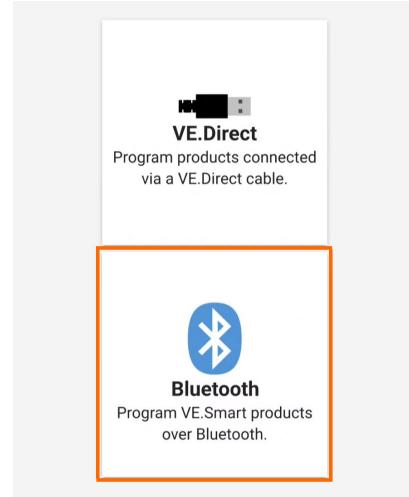 VE.Direct
Program products connected
via a VE.Direct cable.
Bluetooth
Program VE.Smart products
over Bluetooth.